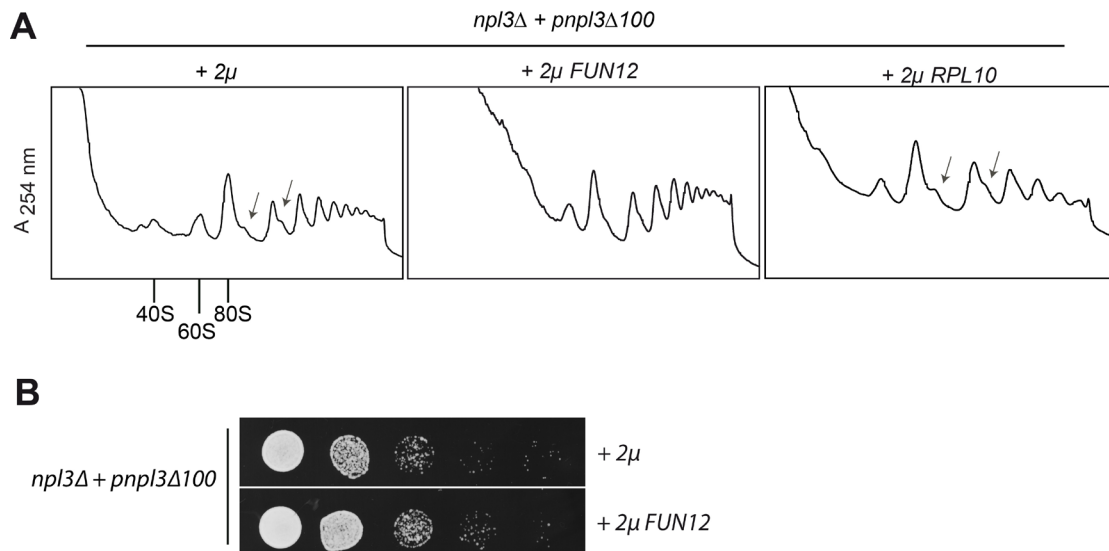 A
npl3Δ + pnpl3Δ100
+ 2μ
+ 2μ FUN12
+ 2μ RPL10
A 254 nm
40S
60S
80S
B
npl3Δ + pnpl3Δ100
+ 2μ
+ 2μ FUN12